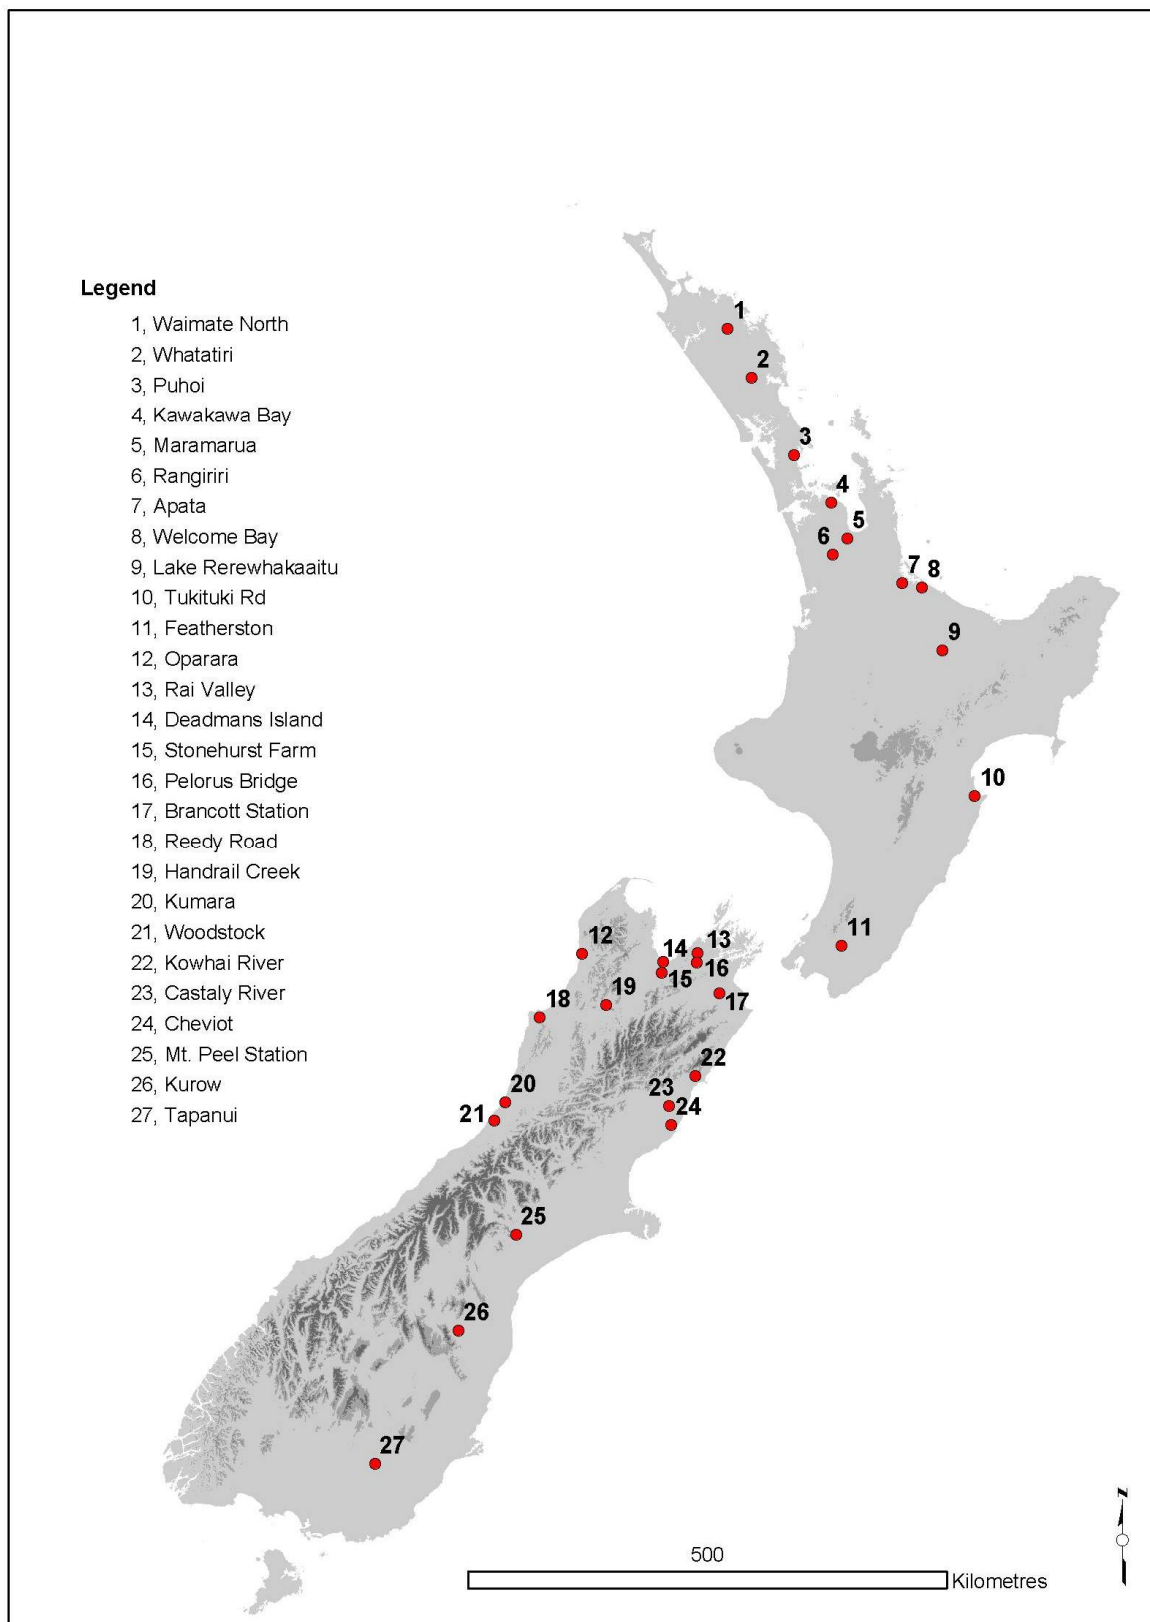 Legend
1, Waimate North
2, Whatatiri
3, Puhoi
4, Kawakawa Bay
5, Maramarua
6, Rangiriri
7, Apata
8, Welcome Bay
9, Lake Rerewhakaaitu
10, Tukituki Rd
11, Featherston
12, Oparara
13, Rai Valley
14, Deadmans Island
15, Stonehurst Farm
16, Pelorus Bridge
17, Brancott Station
18, Reedy Road
19, Handrail Creek
20, Kumara
21, Woodstock
22, Kowhai River
23, Castaly River
24, Cheviot
25, Mt. Peel Station
26, Kurow
27, Tapanui
1
2
3
4
5
6
7
8
9
10
11
12
13
14
15
16
17
18
19
20
21
22
23
24
25
26
27
500
Kilometres
N